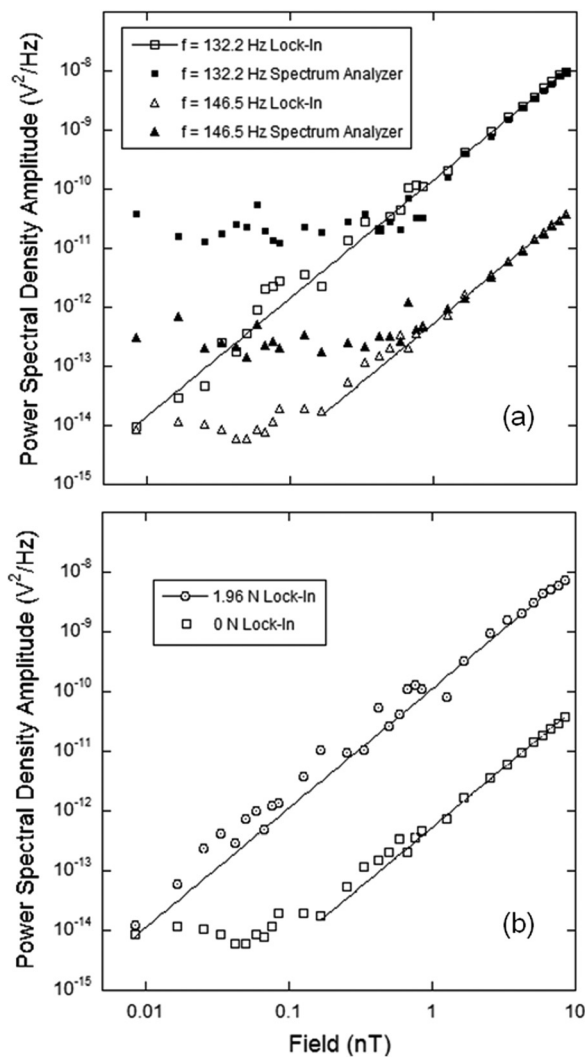 f = 132.2 Hz Lock-In
f = 132.2 Hz Spectrum Analyzer
f = 146.5 Hz Lock-In
f = 146.5 Hz Spectrum Analyzer
Power Spectral Density Amplitude (V²/Hz)
10⁻⁸
10⁻⁹
10⁻¹⁰
10⁻¹¹
10⁻¹²
10⁻¹³
10⁻¹⁴
10⁻¹⁵
(a)
1.96 N Lock-In
0 N Lock-In
Power Spectral Density Amplitude (V²/Hz)
10⁻⁸
10⁻⁹
10⁻¹⁰
10⁻¹¹
10⁻¹²
10⁻¹³
10⁻¹⁴
10⁻¹⁵
(b)
0.01 0.1 1 10
Field (nT)